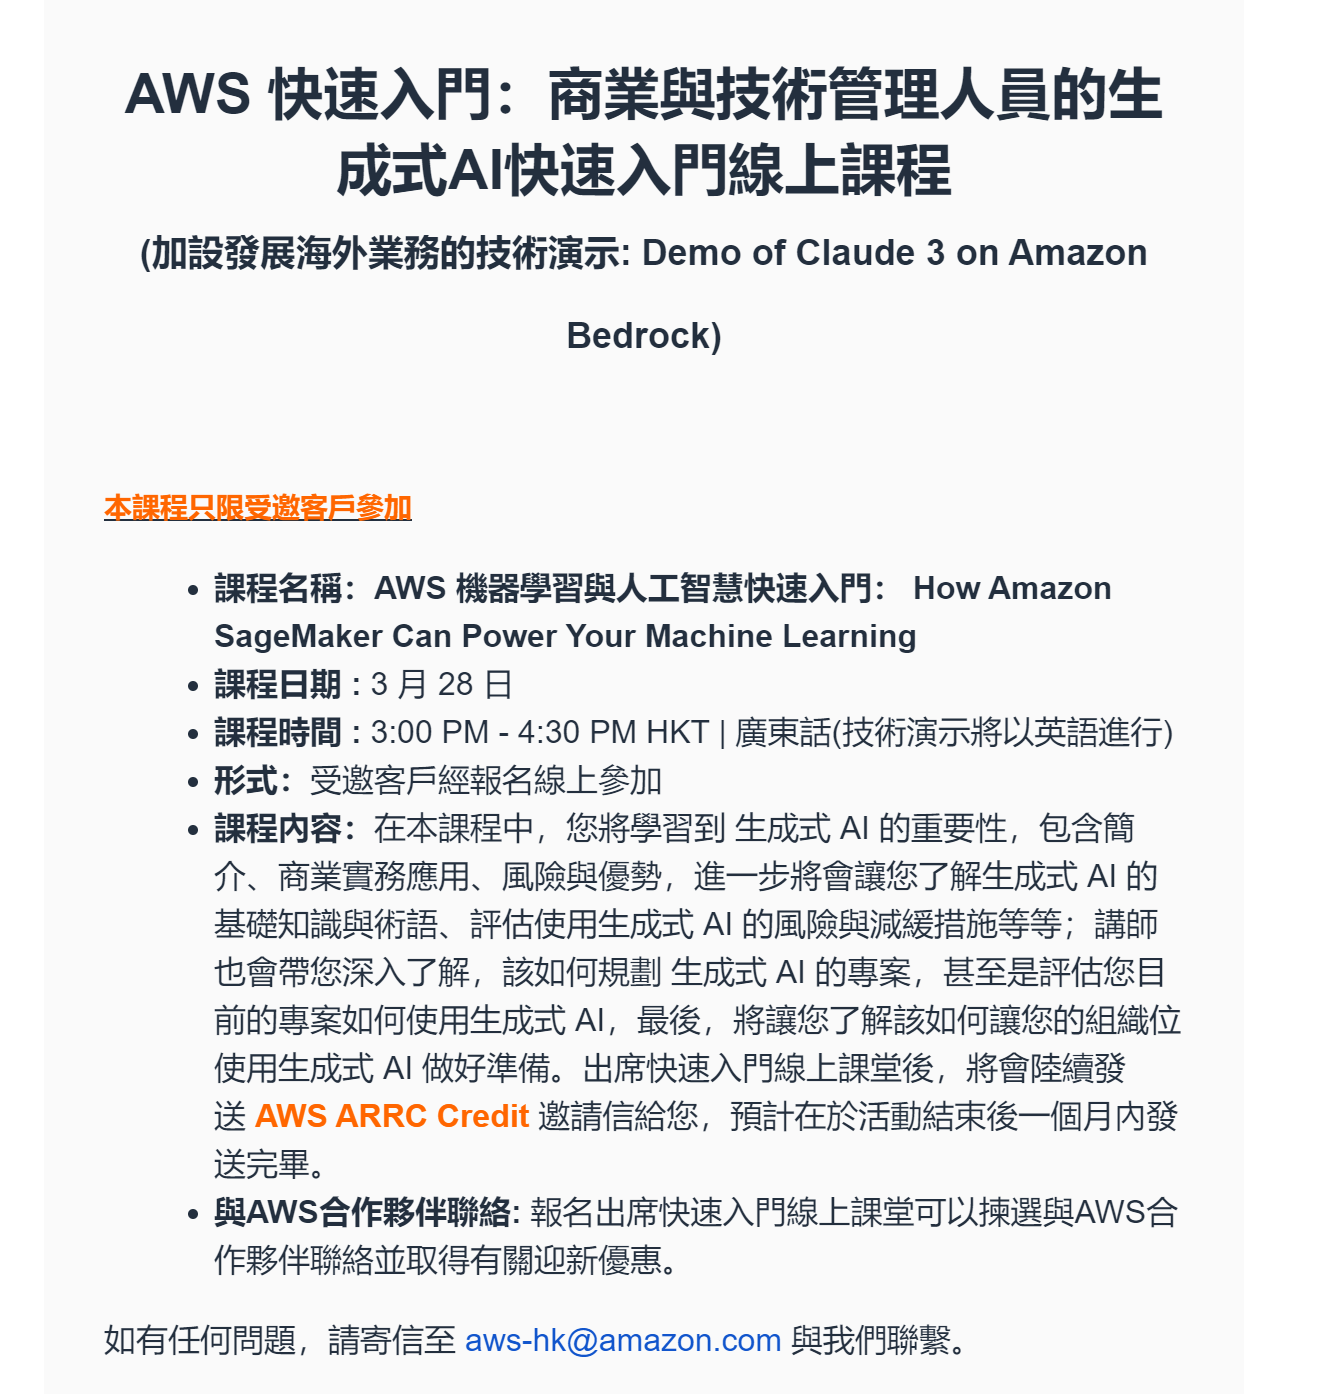 AWS 快速入門：商業與技術管理人員的生
成式AI快速入門線上課程
(加設發展海外業務的技術演示: Demo of Claude 3 on Amazon
Bedrock)
本課程只限受邀客戶參加
• 課程名稱：AWS 機器學習與人工智慧快速入門： How Amazon
SageMaker Can Power Your Machine Learning
• 課程日期 : 3 月 28 日
• 課程時間 : 3:00 PM - 4:30 PM HKT | 廣東話(技術演示將以英語進行)
• 形式：受邀客戶經報名線上參加
• 課程內容：在本課程中，您將學習到 生成式 AI 的重要性，包含簡
介、商業實務應用、風險與優勢，進一步將會讓您了解生成式 AI 的
基礎知識與術語、評估使用生成式 AI 的風險與減緩措施等等；講師
也會帶您深入了解，該如何規劃 生成式 AI 的專案，甚至是評估您目
前的專案如何使用生成式 AI，最後，將讓您了解該如何讓您的組織位
使用生成式 AI 做好準備。出席快速入門線上課堂後，將會陸續發
送 AWS ARRC Credit 邀請信給您，預計在於活動結束後一個月內發
送完畢。
• 與AWS合作夥伴聯絡: 報名出席快速入門線上課堂可以揀選與AWS合
作夥伴聯絡並取得有關迎新優惠。
如有任何問題，請寄信至 aws-hk@amazon.com 與我們聯繫。